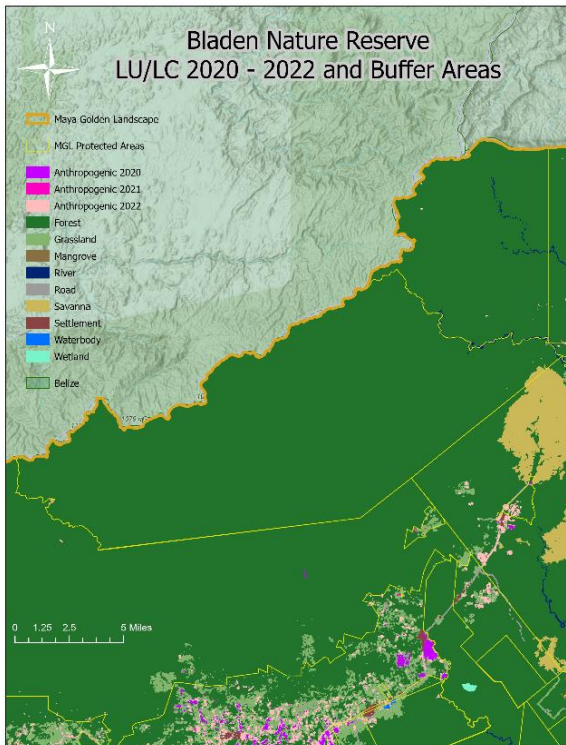 Bladen Nature Reserve
LU/LC 2020 - 2022 and Buffer Areas
N
Maya Golden Landscape
MGL Protected Areas
Anthropogenic 2020
Anthropogenic 2021
Anthropogenic 2022
Forest
Grassland
Mangrove
River
Road
Savanna
Settlement
Waterbody
Wetland
Belize
0 1.25 2.5 5 Miles